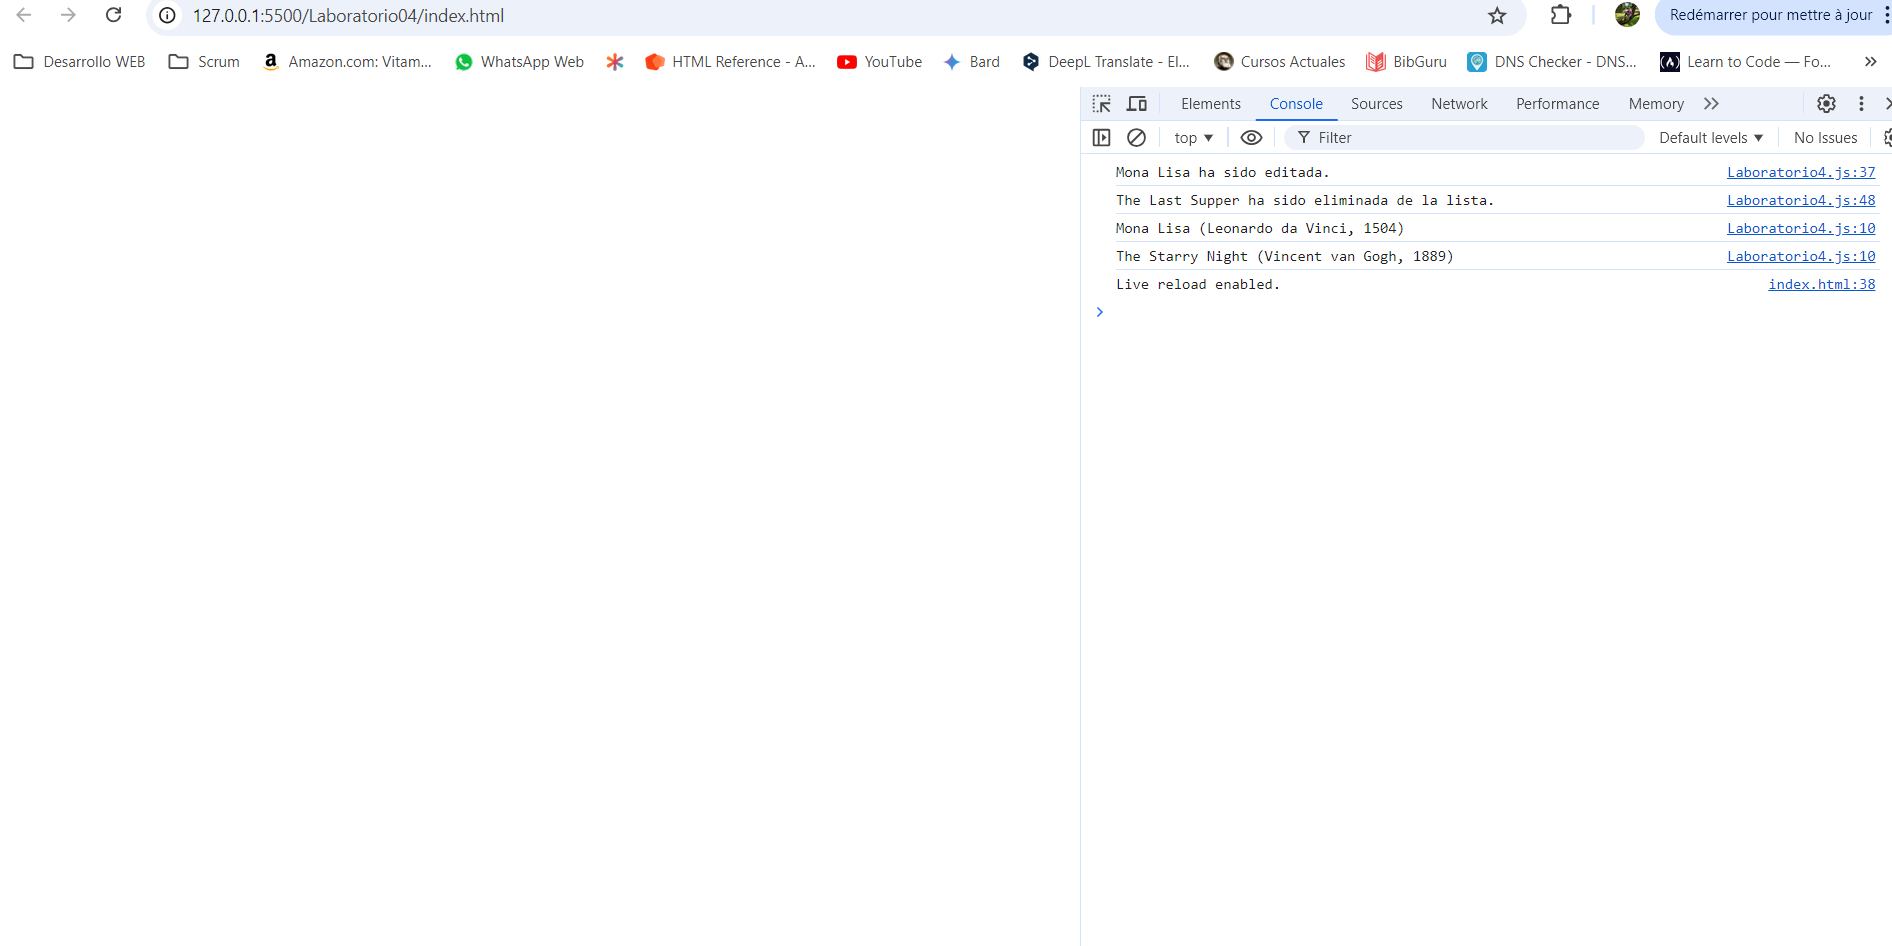 127.0.0.1:5500/Laboratorio04/index.html Redémarrer pour mettre à jour
Desarrollo WEB Scrum Amazon.com: Vitam... WhatsApp Web HTML Reference - A... YouTube Bard DeepL Translate - El... Cursos Actuales BibGuru DNS Checker - DNS... Learn to Code — Fo...
Elements Console Sources Network Performance Memory
top Filter Default levels No Issues
Mona Lisa ha sido editada. Laboratorio4.js:37
The Last Supper ha sido eliminada de la lista. Laboratorio4.js:48
Mona Lisa (Leonardo da Vinci, 1504) Laboratorio4.js:10
The Starry Night (Vincent van Gogh, 1889) Laboratorio4.js:10
Live reload enabled. index.html:38